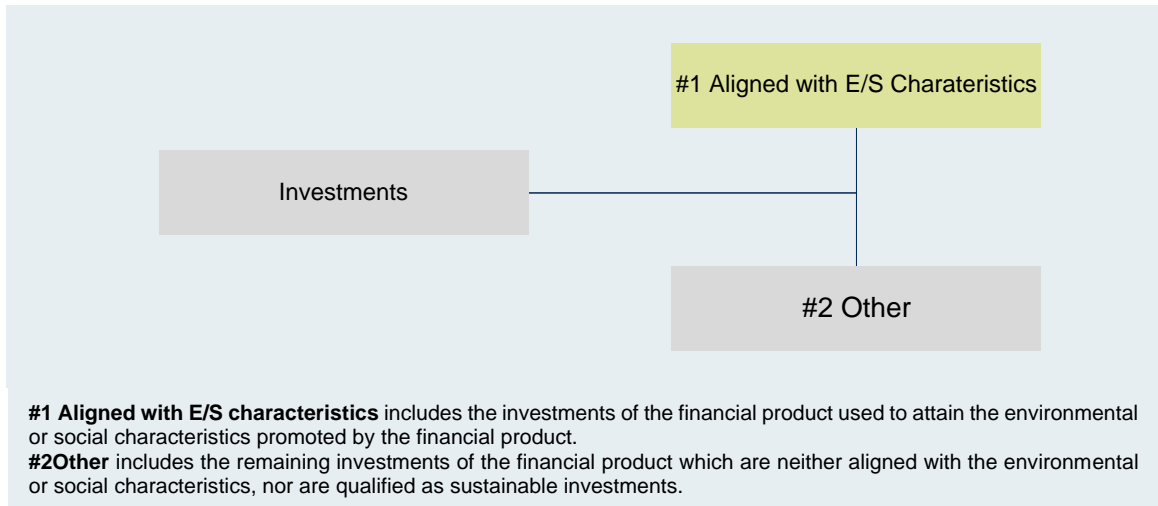 #1 Aligned with E/S Charateristics
Investments
#2 Other
#1 Aligned with E/S characteristics includes the investments of the financial product used to attain the environmental
or social characteristics promoted by the financial product.
#2Other includes the remaining investments of the financial product which are neither aligned with the environmental
or social characteristics, nor are qualified as sustainable investments.